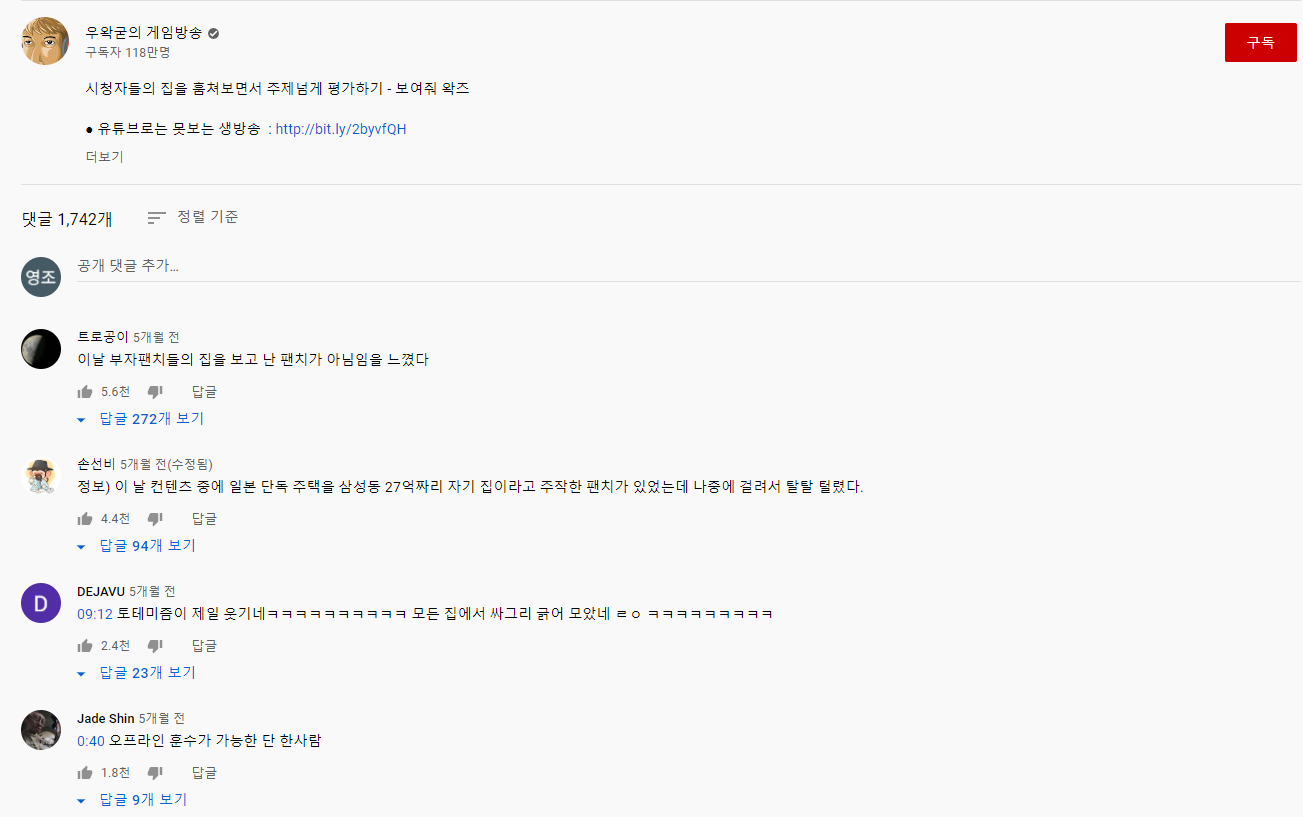 우왁굳의 게임방송
구독자 118만명
구독
시청자들의 집을 훔쳐보면서 주제넘게 평가하기 - 보여줘 왁즈
● 유튜브로는 못보는 생방송 : http://bit.ly/2byvfQH
더보기
댓글 1,742개 정렬 기준
영조 공개 댓글 추가...
트로공이 5개월 전
이날 부자팬치들의 집을 보고 난 팬치가 아님임을 느꼈다
5.6천 답글
답글 272개 보기
손선비 5개월 전(수정됨)
정보) 이 날 컨텐츠 중에 일본 단독 주택을 삼성동 27억짜리 자기 집이라고 주작한 팬치가 있었는데 나중에 걸려서 탈탈 털렸다.
4.4천 답글
답글 94개 보기
D DEJAVU 5개월 전
09:12 토테미즘이 제일 웃기네ㅋㅋㅋㅋㅋㅋㅋㅋㅋㅋ 모든 집에서 싸그리 긁어 모았네 ㄹㅇ ㅋㅋㅋㅋㅋㅋㅋㅋㅋ
2.4천 답글
답글 23개 보기
Jade Shin 5개월 전
0:40 오프라인 훈수가 가능한 단 한사람
1.8천 답글
답글 9개 보기